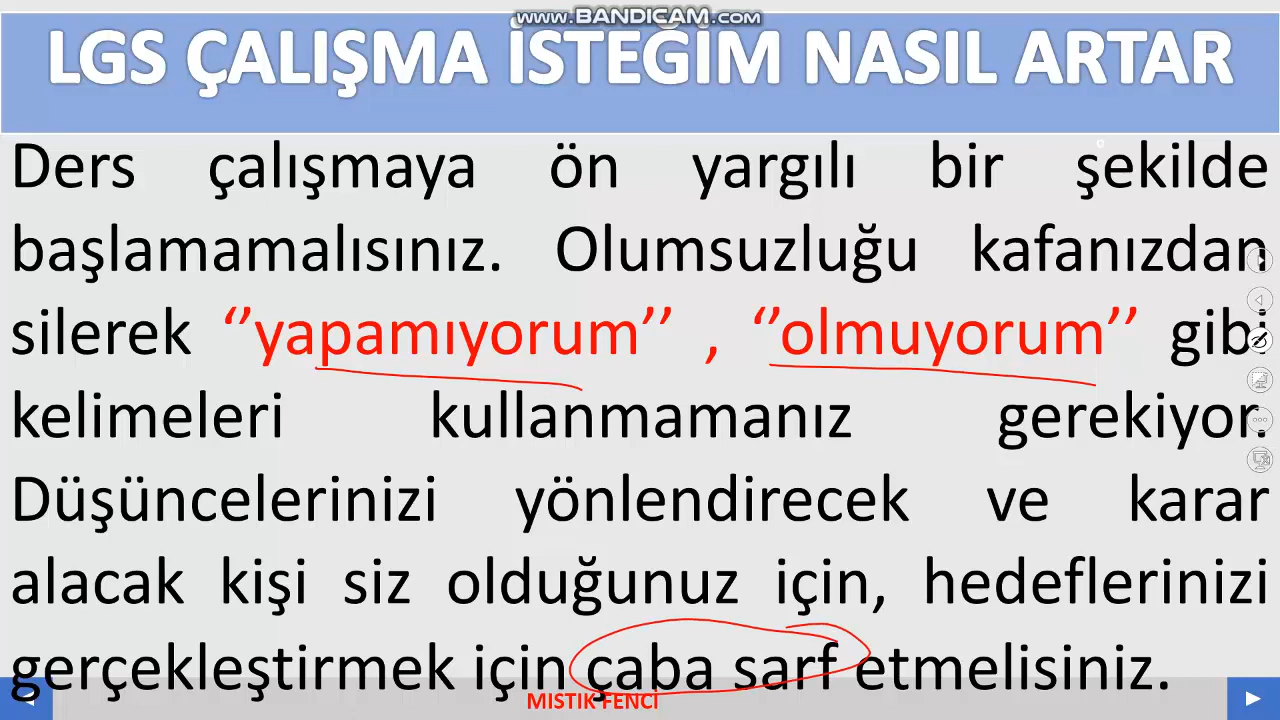 www.BANDICAM.com
LGS ÇALIŞMA İSTEĞİM NASIL ARTAR
Ders çalışmaya ön yargılı bir şekilde
başlamamalısınız. Olumsuzluğu kafanızdan
silerek ‘’yapamıyorum’’ , ‘’olmuyorum’’ gibi
kelimeleri kullanmamanız gerekiyor.
Düşüncelerinizi yönlendirecek ve karar
alacak kişi siz olduğunuz için, hedeflerinizi
gerçekleştirmek için çaba sarf etmelisiniz.
MISTIK FENCİ